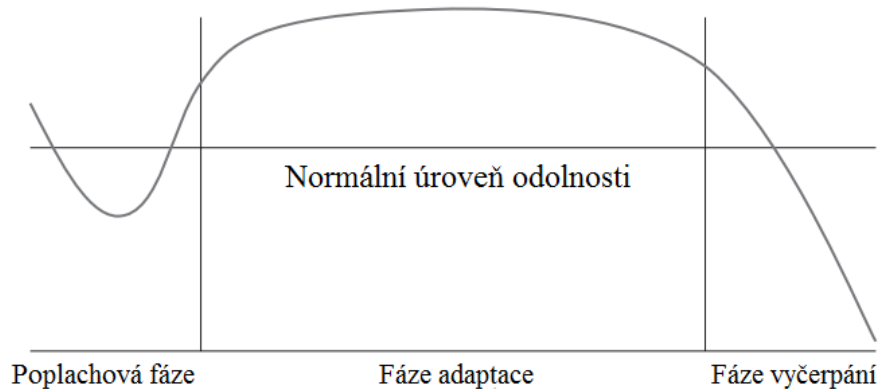 Normální úroveň odolnosti
Poplachová fáze
Fáze adaptace
Fáze vyčerpání